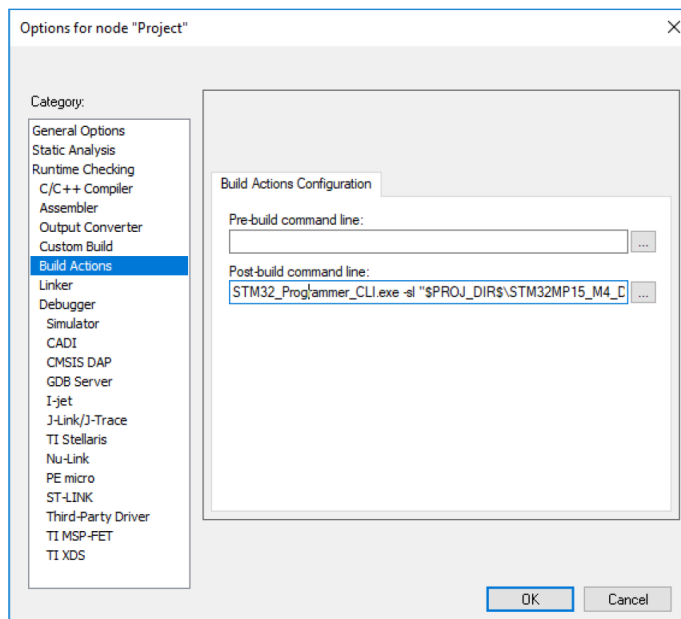 Options for node "Project"
Category:
General Options
Static Analysis
Runtime Checking
C/C++ Compiler
Assembler
Output Converter
Custom Build
Build Actions
Linker
Debugger
Simulator
CADI
CMSIS DAP
GDB Server
I-jet
J-Link/J-Trace
TI Stellaris
Nu-Link
PE micro
ST-LINK
Third-Party Driver
TI MSP-FET
TI XDS
Build Actions Configuration
Pre-build command line:
...
Post-build command line:
STM32_Programmer_CLI.exe -sl "$PROJ_DIR$\STM32MP15_M4_D
...
OK
Cancel